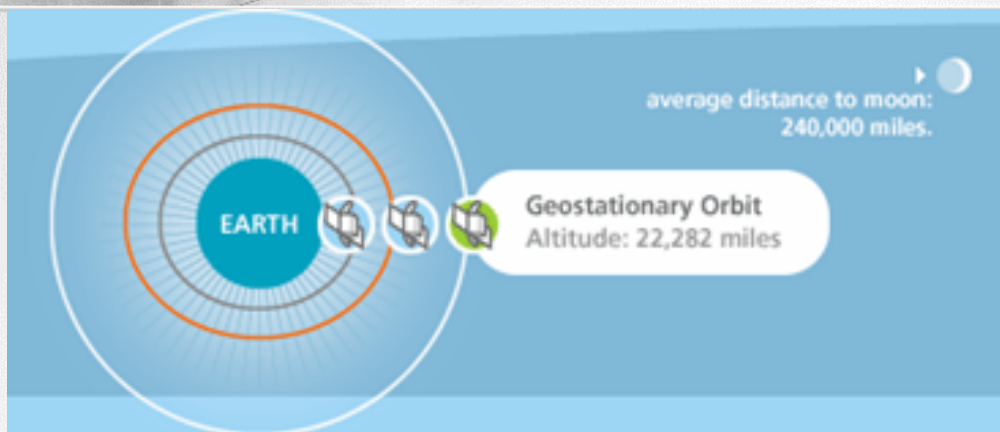 average distance to moon:
240,000 miles.
EARTH
Geostationary Orbit
Altitude: 22,282 miles